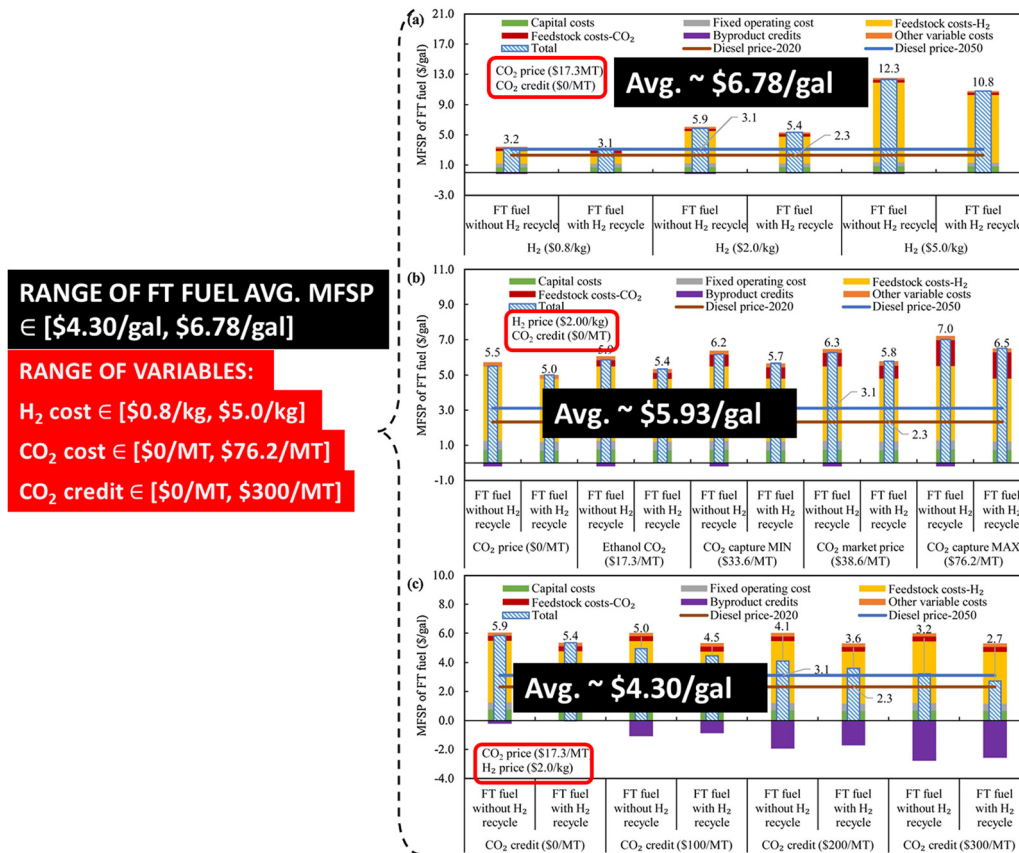 RANGE OF FT FUEL AVG. MFSP
∈ [$4.30/gal, $6.78/gal]
RANGE OF VARIABLES:
H₂ cost ∈ [$0.8/kg, $5.0/kg]
CO₂ cost ∈ [$0/MT, $76.2/MT]
CO₂ credit ∈ [$0/MT, $300/MT]
(a)
MFSP of FT fuel ($/gal)
21.0
17.0
13.0
9.0
5.0
1.0
-3.0
Capital costs Fixed operating cost Feedstock costs-H₂
Feedstock costs-CO₂ Byproduct credits Other variable costs
Total Diesel price-2020 Diesel price-2050
CO₂ price ($17.3MT)
CO₂ credit ($0/MT)
Avg. ~ $6.78/gal
3.2 3.1 5.9 5.4 12.3 10.8
3.1
2.3
FT fuel FT fuel FT fuel FT fuel FT fuel FT fuel
without H₂ recycle with H₂ recycle without H₂ recycle with H₂ recycle without H₂ recycle with H₂ recycle
H₂ ($0.8/kg) H₂ ($2.0/kg) H₂ ($5.0/kg)
(b)
MFSP of FT fuel ($/gal)
11.0
9.0
7.0
5.0
3.0
1.0
-1.0
Capital costs Fixed operating cost Feedstock costs-H₂
Feedstock costs-CO₂ Byproduct credits Other variable costs
Total Diesel price-2020 Diesel price-2050
H₂ price ($2.00/kg)
CO₂ credit ($0/MT)
Avg. ~ $5.93/gal
5.5 5.0 5.9 5.4 6.2 5.7 6.3 5.8 7.0 6.5
3.1
2.3
FT fuel FT fuel FT fuel FT fuel FT fuel FT fuel FT fuel FT fuel FT fuel FT fuel
without H₂ with H₂ without H₂ with H₂ without H₂ with H₂ without H₂ with H₂ without H₂ with H₂
recycle recycle recycle recycle recycle recycle recycle recycle recycle recycle
CO₂ price ($0/MT) Ethanol CO₂ CO₂ capture MIN CO₂ market price CO₂ capture MAX
($17.3/MT) ($33.6/MT) ($38.6/MT) ($76.2/MT)
(c)
MFSP of FT fuel ($/gal)
10.0
8.0
6.0
4.0
2.0
0.0
-2.0
-4.0
Capital costs Fixed operating cost Feedstock costs-H₂
Feedstock costs-CO₂ Byproduct credits Other variable costs
Total Diesel price-2020 Diesel price-2050
5.9 5.4 5.0 4.5 4.1 3.6 3.2 2.7
Avg. ~ $4.30/gal
3.1
2.3
CO₂ price ($17.3/MT
H₂ price ($2.0/kg)
FT fuel FT fuel FT fuel FT fuel FT fuel FT fuel FT fuel FT fuel
without H₂ with H₂ without H₂ with H₂ without H₂ with H₂ without H₂ with H₂
recycle recycle recycle recycle recycle recycle recycle recycle
CO₂ credit ($0/MT) CO₂ credit ($100/MT) CO₂ credit ($200/MT) CO₂ credit ($300/MT)